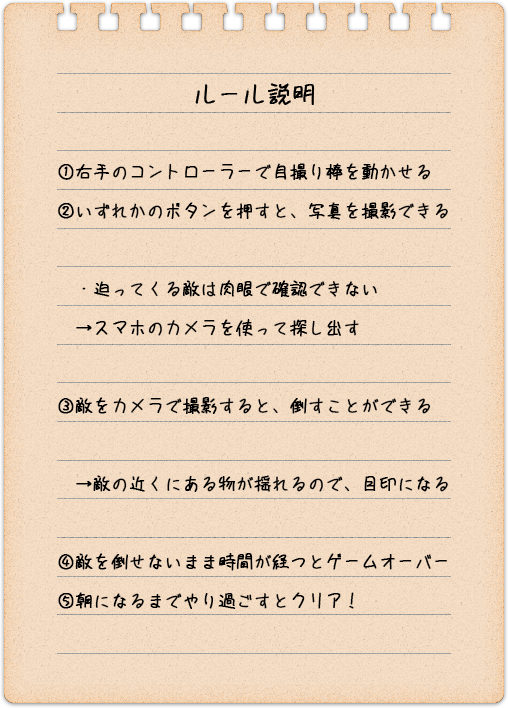 ルール説明
①右手のコントローラーで自撮り棒を動かせる
②いずれかのボタンを押すと、写真を撮影できる
・迫ってくる敵は肉眼で確認できない
→スマホのカメラを使って探し出す
③敵をカメラで撮影すると、倒すことができる
→敵の近くにある物が揺れるので、目印になる
④敵を倒せないまま時間が経つとゲームオーバー
⑤朝になるまでやり過ごすとクリア！